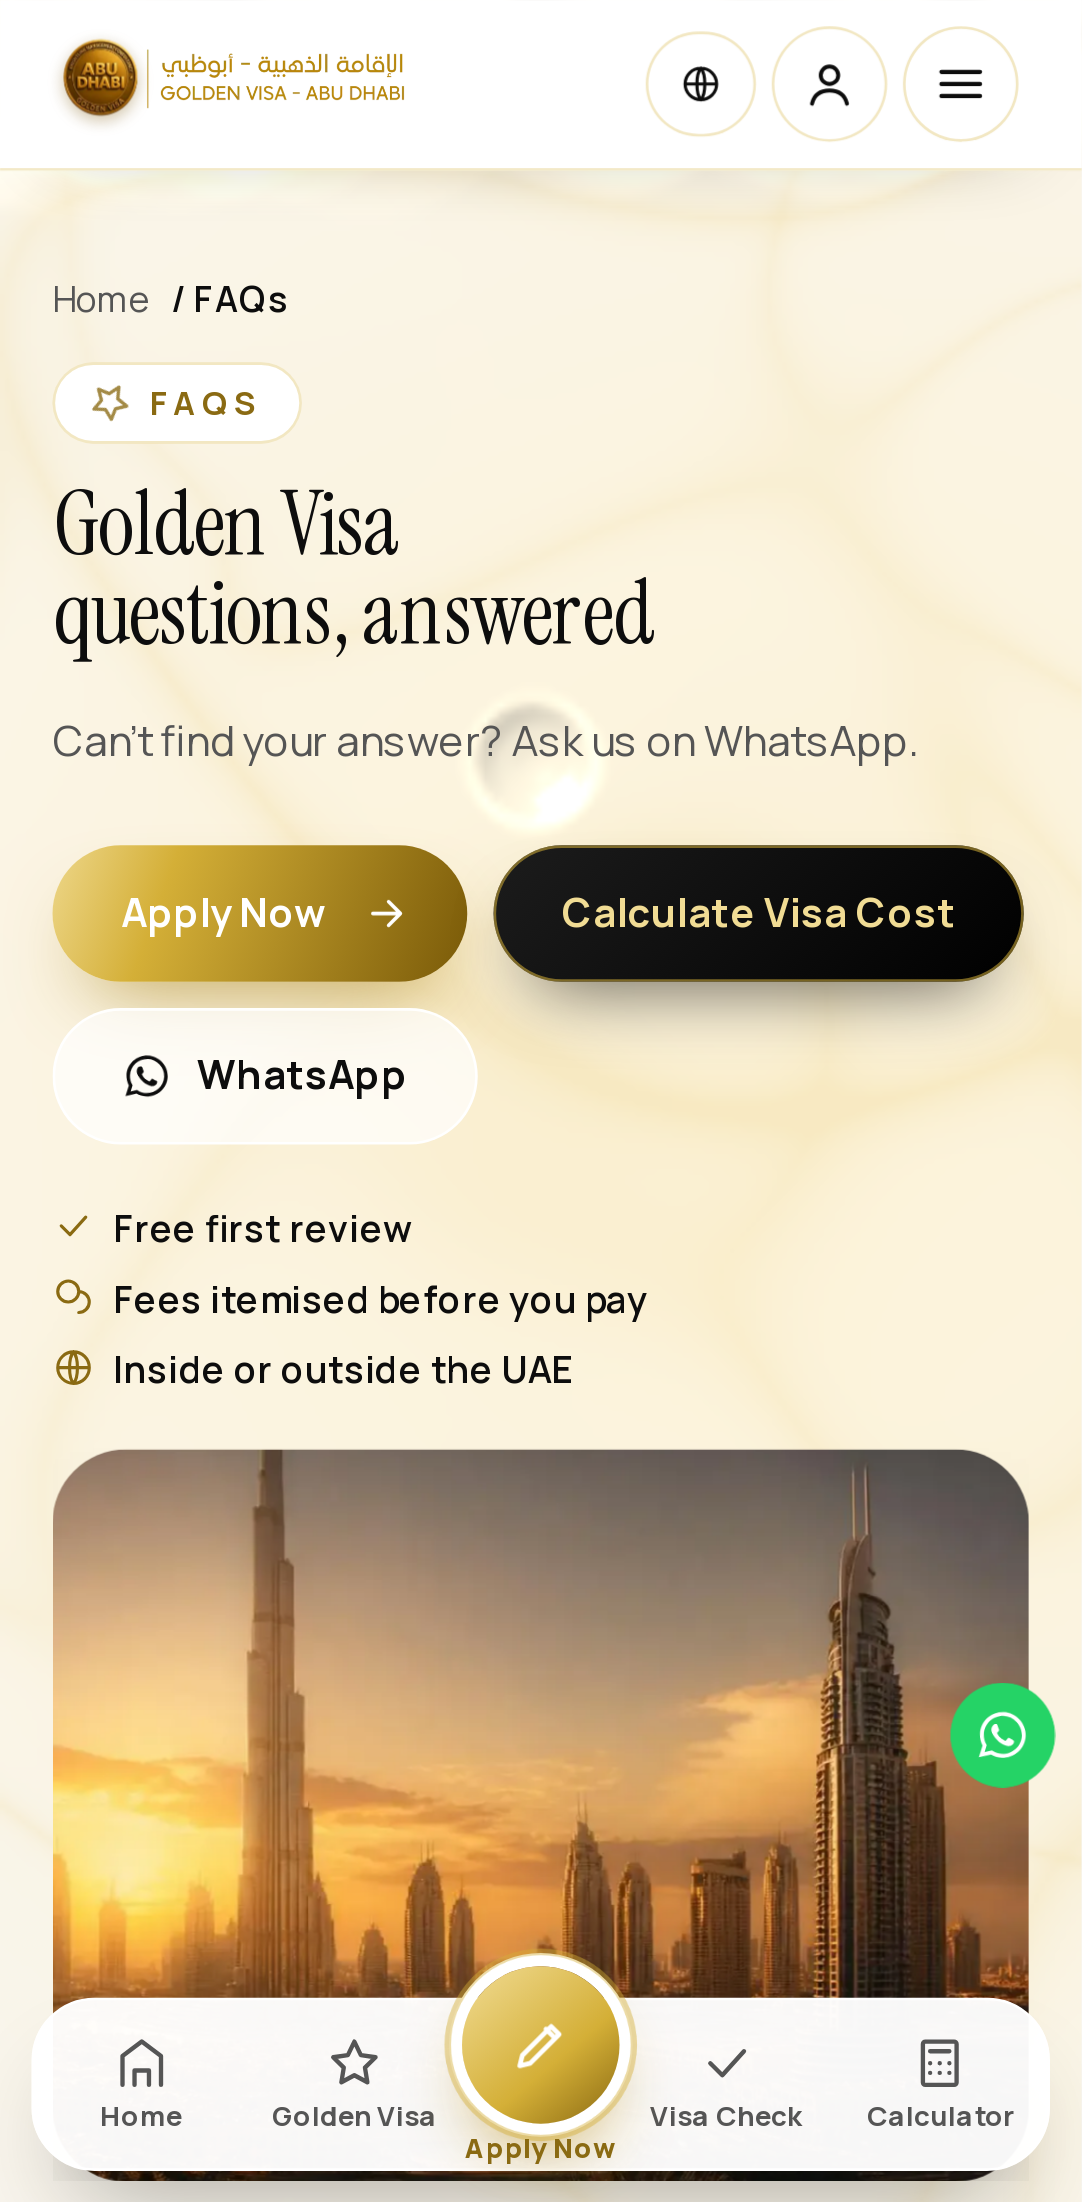 ABU
DHABI
الإقامة الذهبية - أبوظبي
GOLDEN VISA - ABU DHABI
Home / FAQs
FAQS
Golden Visa
questions, answered
Can't find your answer? Ask us on WhatsApp.
Apply Now
Calculate Visa Cost
WhatsApp
Free first review
Fees itemised before you pay
Inside or outside the UAE
Home
Golden Visa
Apply Now
Visa Check
Calculator